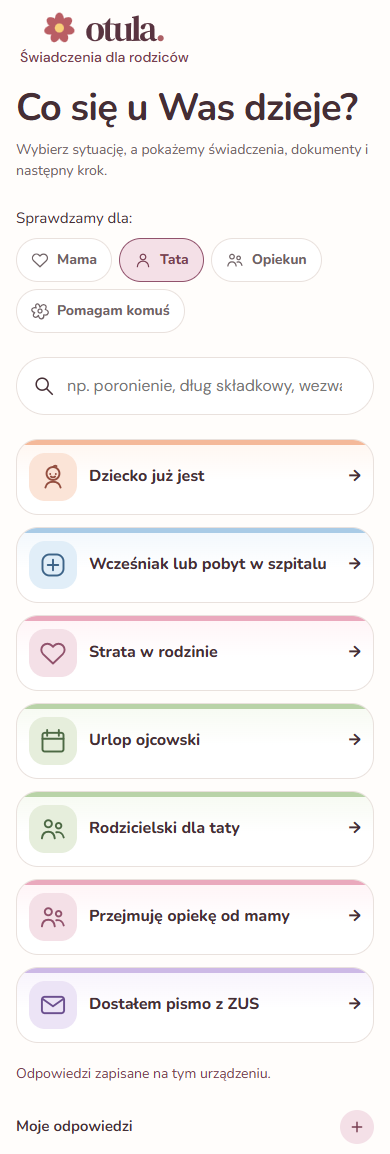 otula.
Świadczenia dla rodziców
Co się u Was dzieje?
Wybierz sytuację, a pokażemy świadczenia, dokumenty i
następny krok.
Sprawdzamy dla:
Mama
Tata
Opiekun
Pomagam komuś
np. poronienie, dług składkowy,
Dziecko już jest
Wcześniak lub pobyt w szpitalu
Strata w rodzinie
Urlop ojcowski
Rodzicielski dla taty
Przejmuję opiekę od mamy
Dostałem pismo z ZUS
Odpowiedzi zapisane na tym urządzeniu.
Moje odpowiedzi